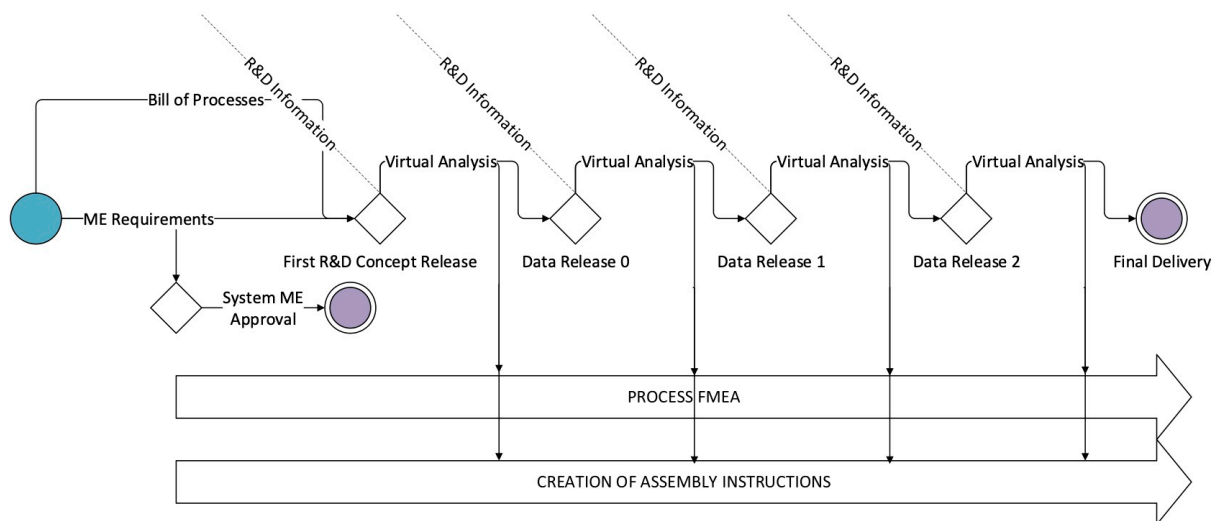 R&D Information
R&D Information
R&D Information
R&D Information
Bill of Processes
Virtual Analysis
Virtual Analysis
Virtual Analysis
Virtual Analysis
ME Requirements
First R&D Concept Release
Data Release 0
Data Release 1
Data Release 2
Final Delivery
System ME
Approval
PROCESS FMEA
CREATION OF ASSEMBLY INSTRUCTIONS